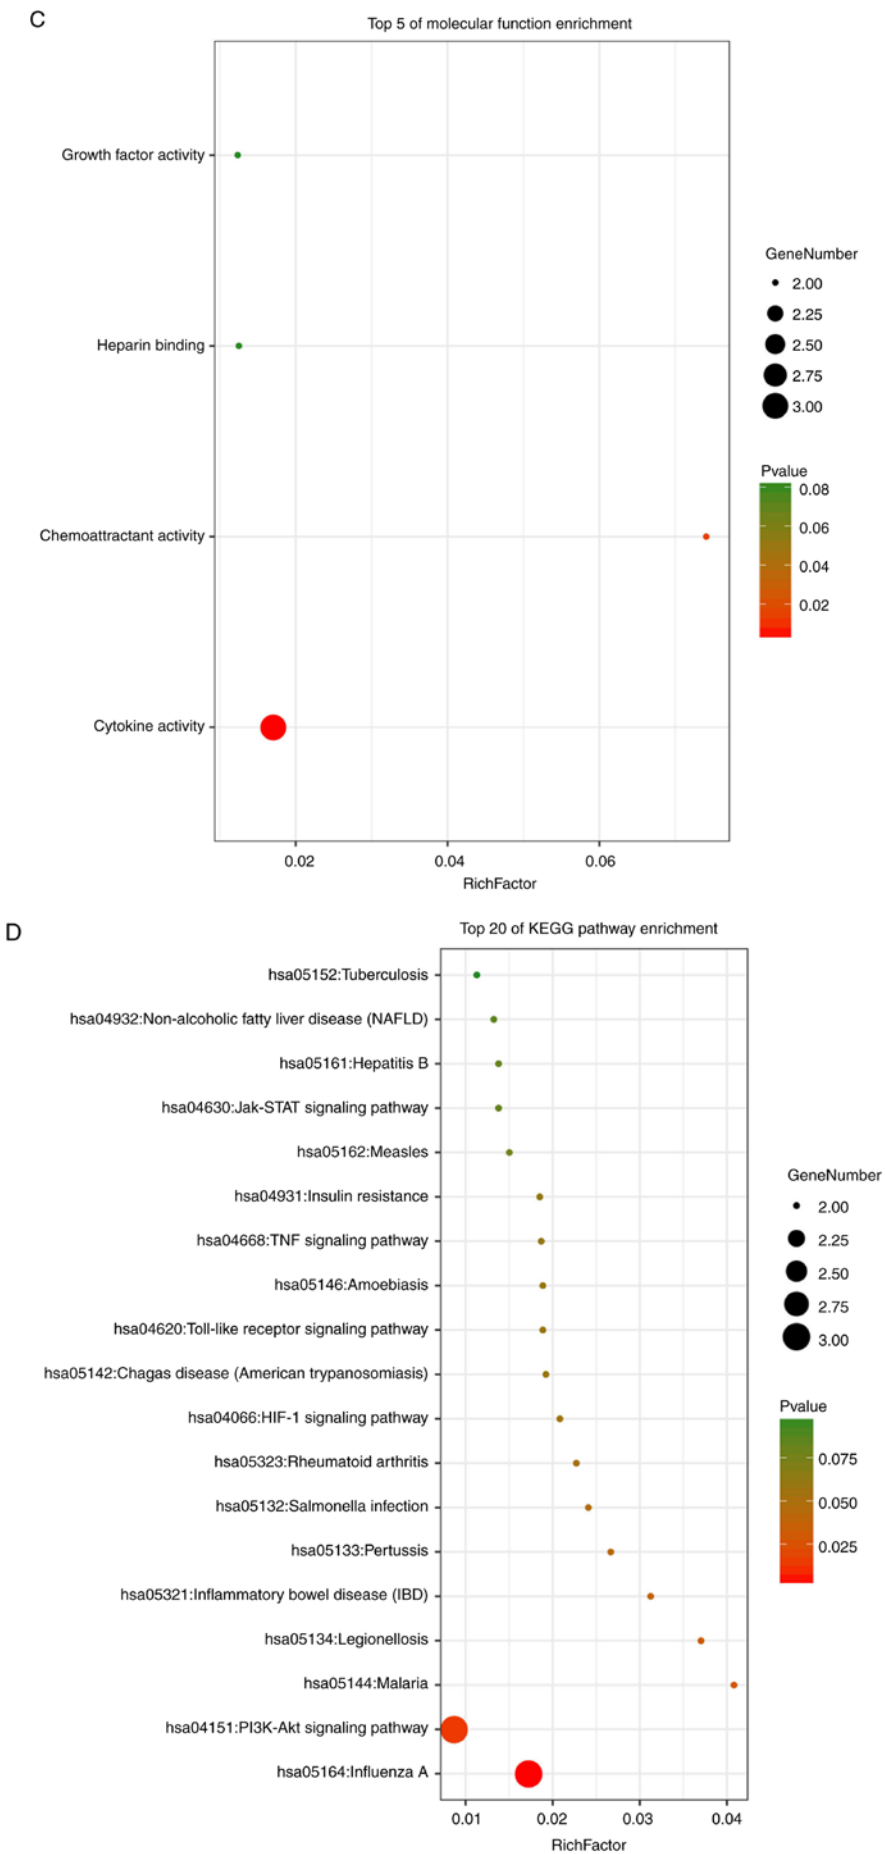 C
Top 5 of molecular function enrichment
Growth factor activity
Heparin binding
Chemoattractant activity
Cytokine activity
0.02 0.04 0.06
RichFactor
GeneNumber
2.00
2.25
2.50
2.75
3.00
Pvalue
0.08
0.06
0.04
0.02
D
Top 20 of KEGG pathway enrichment
hsa05152:Tuberculosis
hsa04932:Non-alcoholic fatty liver disease (NAFLD)
hsa05161:Hepatitis B
hsa04630:Jak-STAT signaling pathway
hsa05162:Measles
hsa04931:Insulin resistance
hsa04668:TNF signaling pathway
hsa05146:Amoebiasis
hsa04620:Toll-like receptor signaling pathway
hsa05142:Chagas disease (American trypanosomiasis)
hsa04066:HIF-1 signaling pathway
hsa05323:Rheumatoid arthritis
hsa05132:Salmonella infection
hsa05133:Pertussis
hsa05321:Inflammatory bowel disease (IBD)
hsa05134:Legionellosis
hsa05144:Malaria
hsa04151:PI3K-Akt signaling pathway
hsa05164:Influenza A
0.01 0.02 0.03 0.04
RichFactor
GeneNumber
2.00
2.25
2.50
2.75
3.00
Pvalue
0.075
0.050
0.025